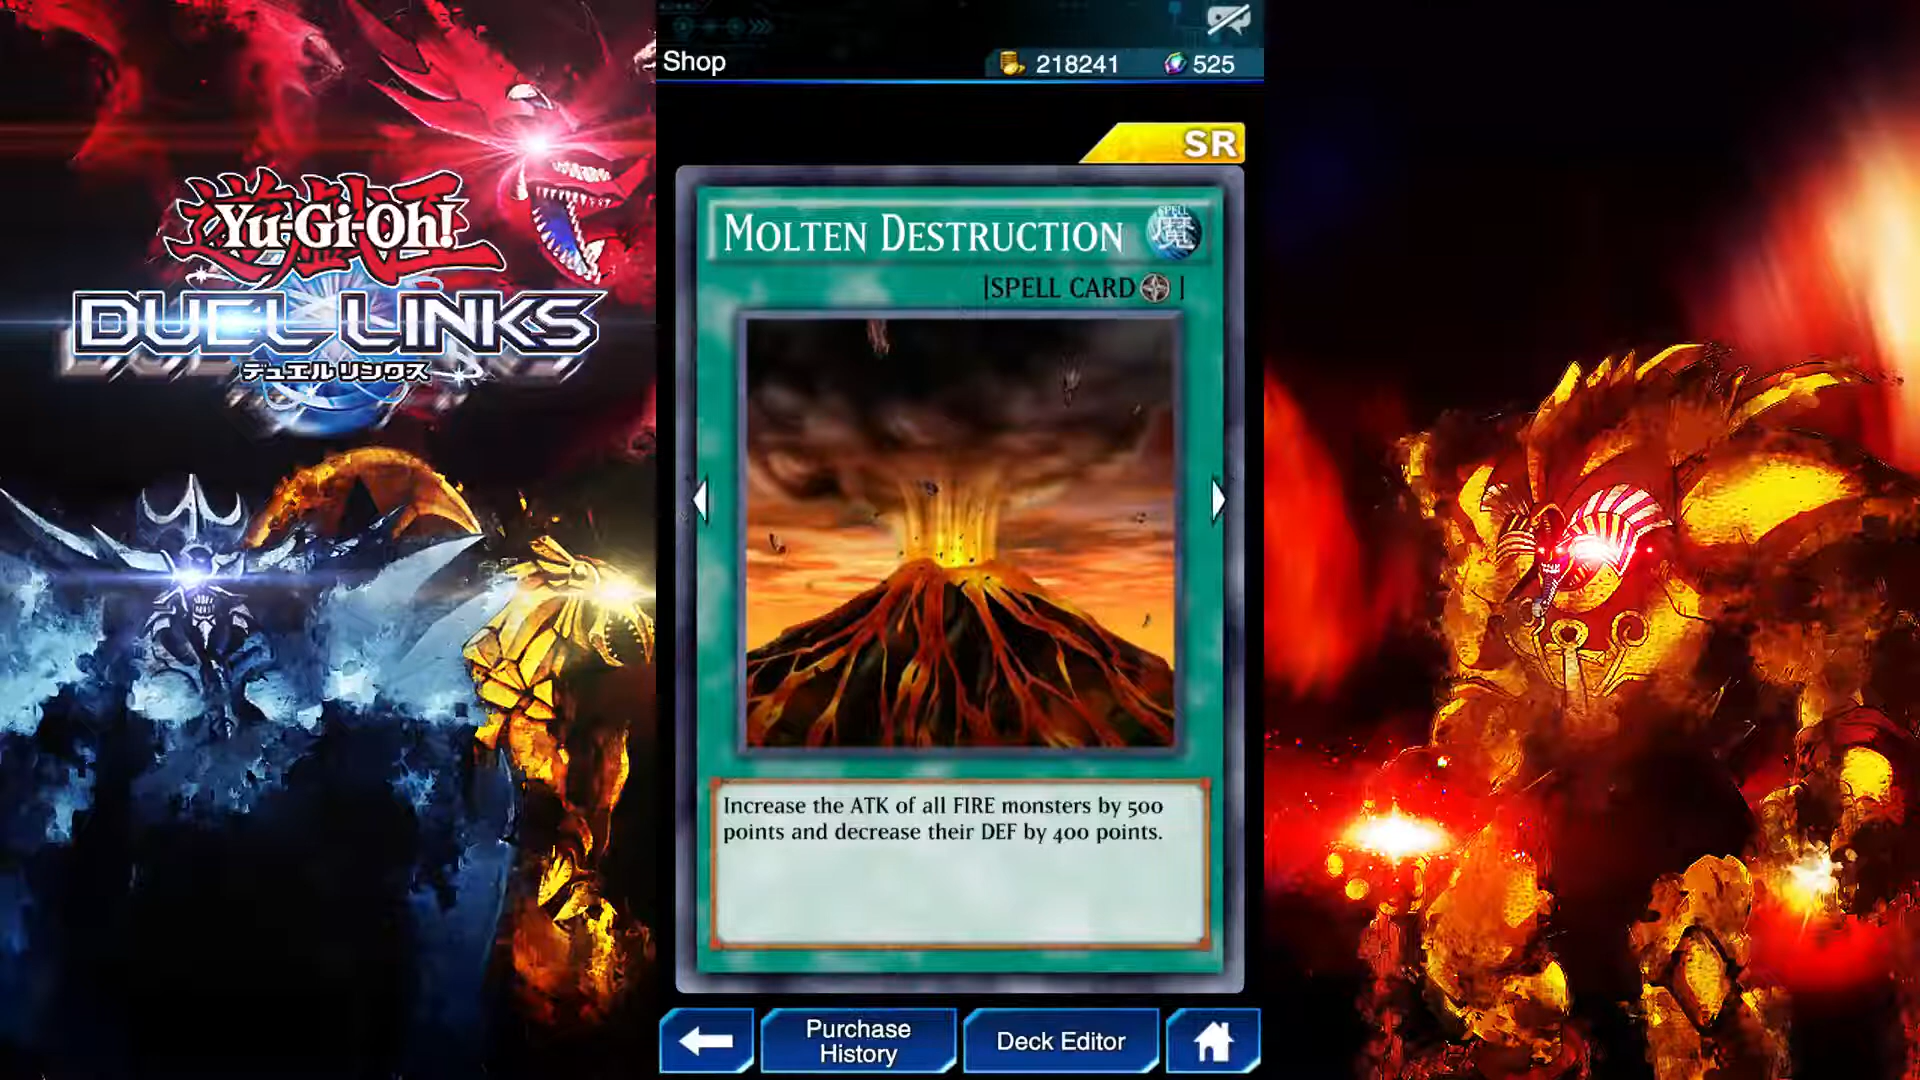 Shop
218241
525
SR
Yu-Gi-Oh!
DUEL LINKS
デュエル リンクス
MOLTEN DESTRUCTION
SPELL
魔
[SPELL CARD ]
Increase the ATK of all FIRE monsters by 500
points and decrease their DEF by 400 points.
Purchase
History
Deck Editor